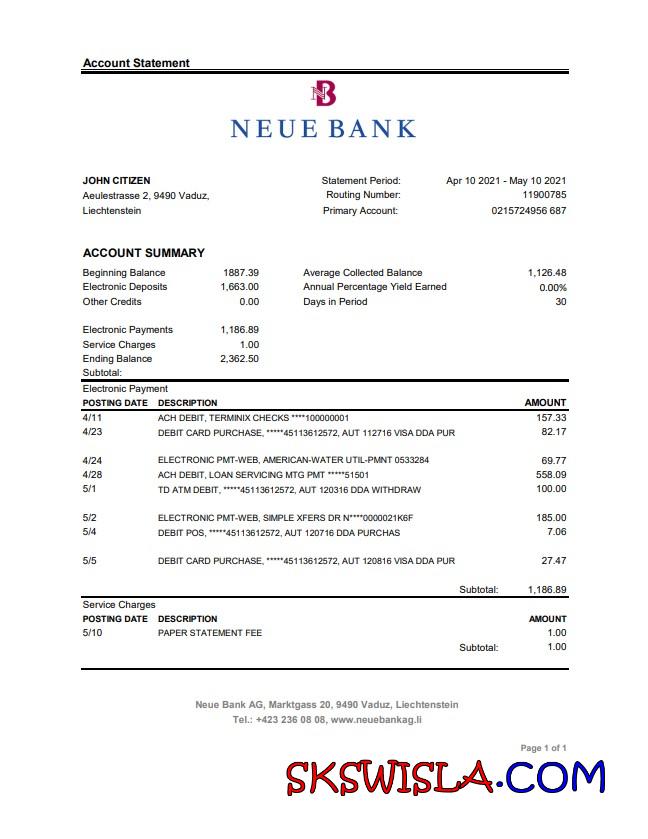 Account Statement
NB
NEUE BANK
JOHN CITIZEN Statement Period: Apr 10 2021 - May 10 2021
Aeulestrasse 2, 9490 Vaduz, Routing Number: 11900785
Liechtenstein Primary Account: 0215724956 687
ACCOUNT SUMMARY
Beginning Balance 1887.39 Average Collected Balance 1,126.48
Electronic Deposits 1,663.00 Annual Percentage Yield Earned 0.00%
Other Credits 0.00 Days in Period 30
Electronic Payments 1,186.89
Service Charges 1.00
Ending Balance 2,362.50
Subtotal:
Electronic Payment
POSTING DATE DESCRIPTION AMOUNT
4/11 ACH DEBIT, TERMINIX CHECKS ****100000001 157.33
4/23 DEBIT CARD PURCHASE, *****45113612572, AUT 112716 VISA DDA PUR 82.17
4/24 ELECTRONIC PMT-WEB, AMERICAN-WATER UTIL-PMNT 0533284 69.77
4/28 ACH DEBIT, LOAN SERVICING MTG PMT *****51501 558.09
5/1 TD ATM DEBIT, *****45113612572, AUT 120316 DDA WITHDRAW 100.00
5/2 ELECTRONIC PMT-WEB, SIMPLE XFERS DR N****0000021K6F 185.00
5/4 DEBIT POS, *****45113612572, AUT 120716 DDA PURCHAS 7.06
5/5 DEBIT CARD PURCHASE, *****45113612572, AUT 120816 VISA DDA PUR 27.47
Subtotal: 1,186.89
Service Charges
POSTING DATE DESCRIPTION AMOUNT
5/10 PAPER STATEMENT FEE 1.00
Subtotal: 1.00
Neue Bank AG, Marktgass 20, 9490 Vaduz, Liechtenstein
Tel.: +423 236 08 08, www.neuebankag.li
Page 1 of 1
SKSWISLA.COM